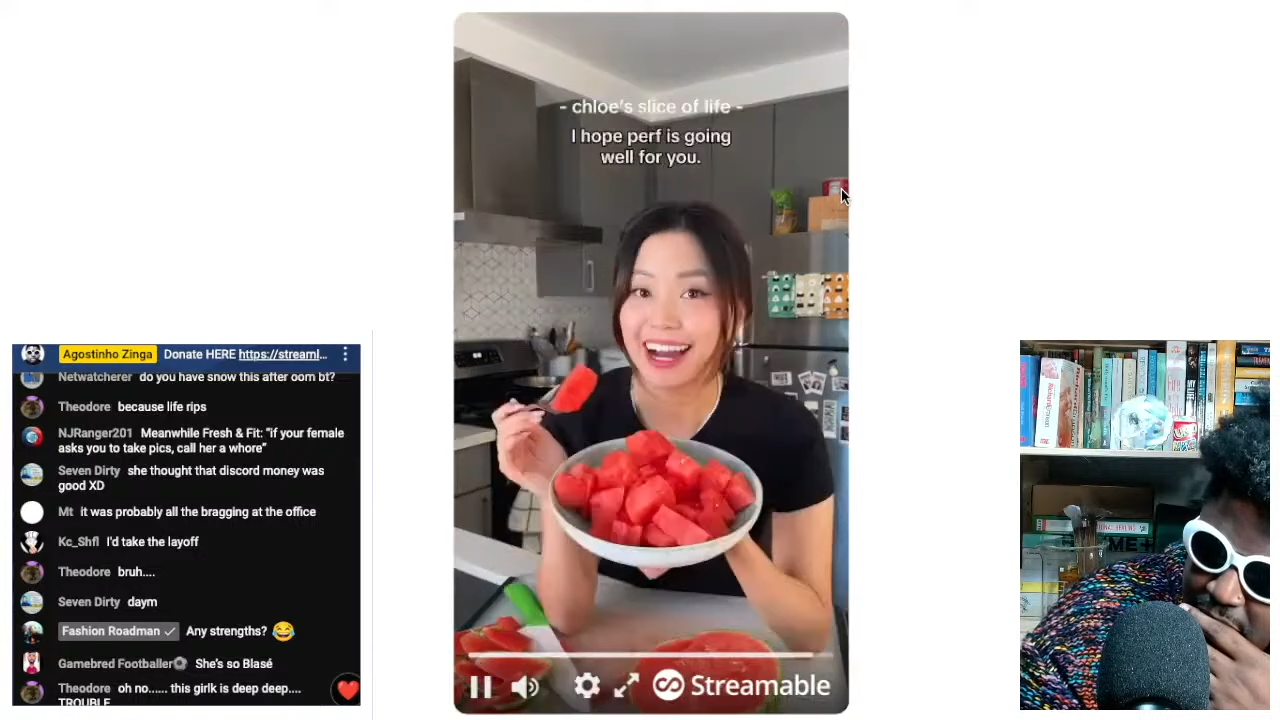 - chloe's slice of life -
I hope perf is going
well for you.
Streamable
Agostinho Zinga Donate HERE https://streaml...
Netwatcherer do you have snow this after oom bt?
Theodore because life rips
NJRanger201 Meanwhile Fresh & Fit: "if your female
asks you to take pics, call her a whore"
Seven Dirty she thought that discord money was
good XD
Mt it was probably all the bragging at the office
Kc_Shfl I'd take the layoff
Theodore bruh....
Seven Dirty daym
Fashion Roadman Any strengths? 😂
Gamebred Footballer⚽ She's so Blasé
Theodore oh no...... this girlk is deep deep....
TROUBLE